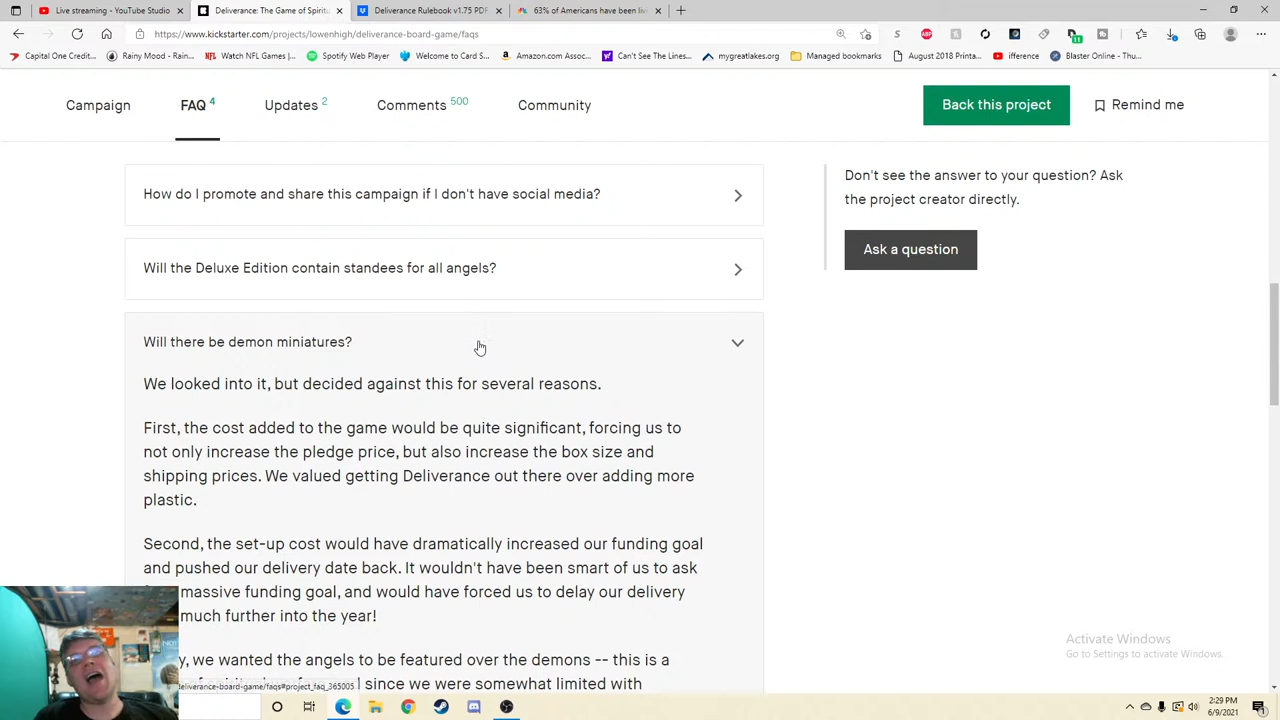 Live streaming - YouTube Studio
Deliverance: The Game of Spiritu
Deliverance Rulebook v1.75 PDF
63% of Americans have been livi
https://www.kickstarter.com/projects/lowenhigh/deliverance-board-game/faqs
Capital One Credit...
Rainy Mood - Rain...
Watch NFL Games |...
Spotify Web Player
Welcome to Card S...
Amazon.com Assoc...
Can't See The Lines...
mygreatlakes.org
Managed bookmarks
August 2018 Printa...
ifference
Blaster Online - Thu...
Campaign
FAQ 4
Updates 2
Comments 500
Community
Back this project
Remind me
How do I promote and share this campaign if I don't have social media?
Don't see the answer to your question? Ask
the project creator directly.
Ask a question
Will the Deluxe Edition contain standees for all angels?
Will there be demon miniatures?
We looked into it, but decided against this for several reasons.
First, the cost added to the game would be quite significant, forcing us to
not only increase the pledge price, but also increase the box size and
shipping prices. We valued getting Deliverance out there over adding more
plastic.
Second, the set-up cost would have dramatically increased our funding goal
and pushed our delivery date back. It wouldn't have been smart of us to ask
massive funding goal, and would have forced us to delay our delivery
much further into the year!
y, we wanted the angels to be featured over the demons -- this is a
since we were somewhat limited with
deliverance-board-game/faqs#project_faq_365005
Activate Windows
Go to Settings to activate Windows.
2:29 PM
6/9/2021